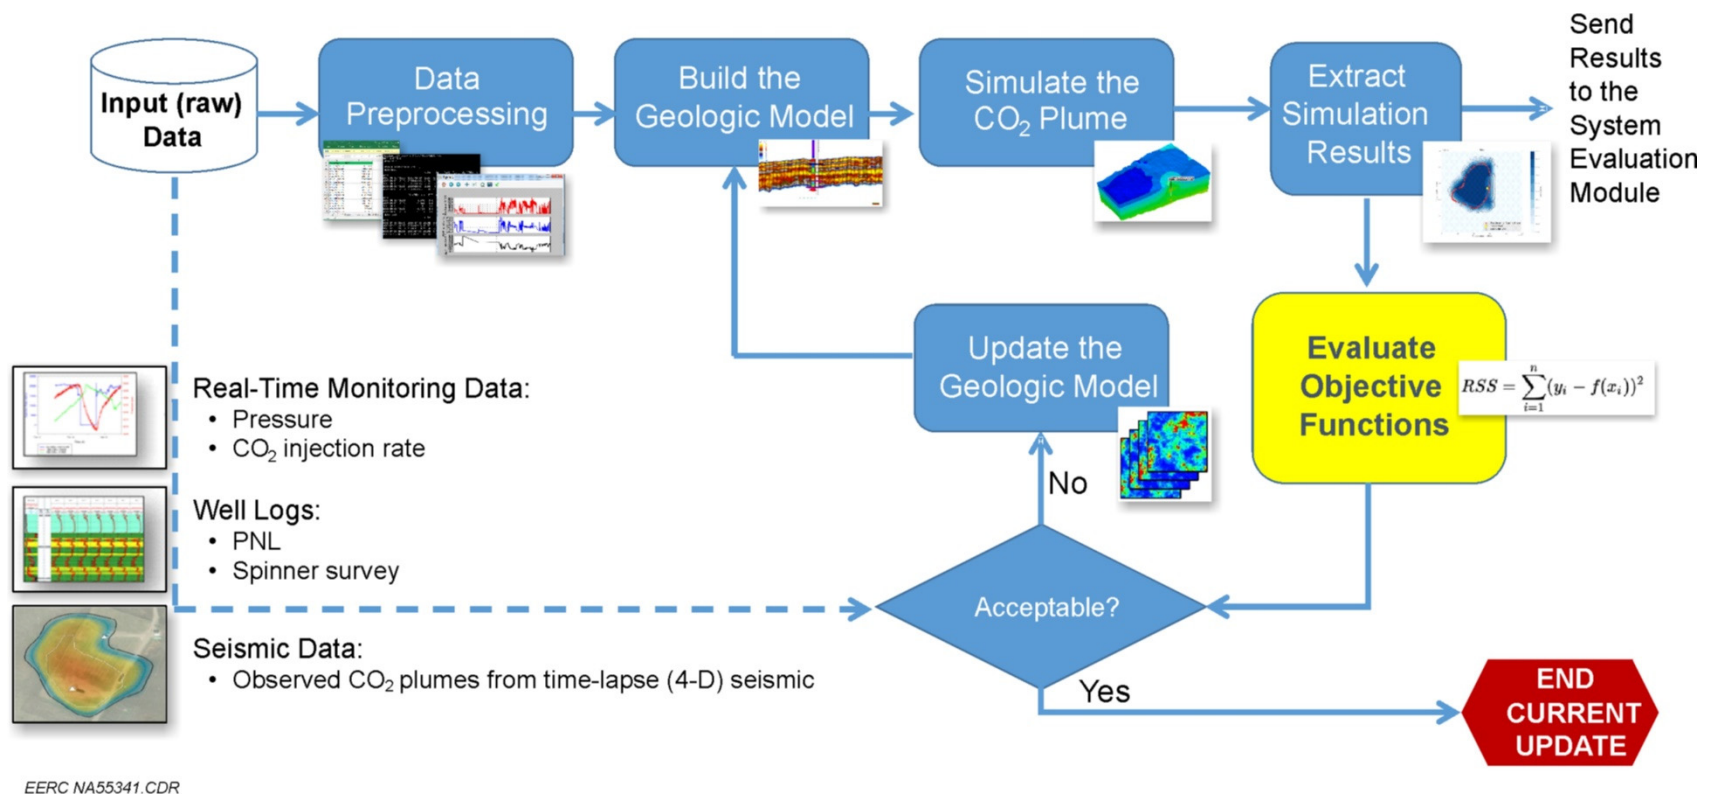 Input (raw)
Data
Data
Preprocessing
Build the
Geologic Model
Simulate the
CO₂ Plume
Extract
Simulation
Results
Send
Results
to the
System
Evaluation
Module
Update the
Geologic Model
Evaluate
Objective
Functions
RSS = ∑ⁿᵢ₌₁(yᵢ − f(xᵢ))²
Real-Time Monitoring Data:
• Pressure
• CO₂ injection rate
No
Well Logs:
• PNL
• Spinner survey
Acceptable?
Seismic Data:
• Observed CO₂ plumes from time-lapse (4-D) seismic
Yes
END
CURRENT
UPDATE
EERC NA55341.CDR